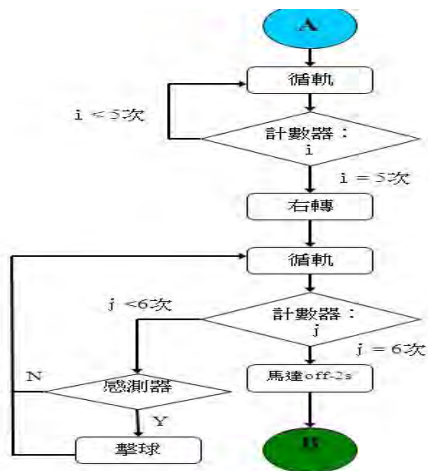 A
循軌
i < 5次
計數器：
i
i = 5次
右轉
循軌
j <6次
計數器：
j
j = 6次
N
感測器
馬達off-2s
Y
擊球
B